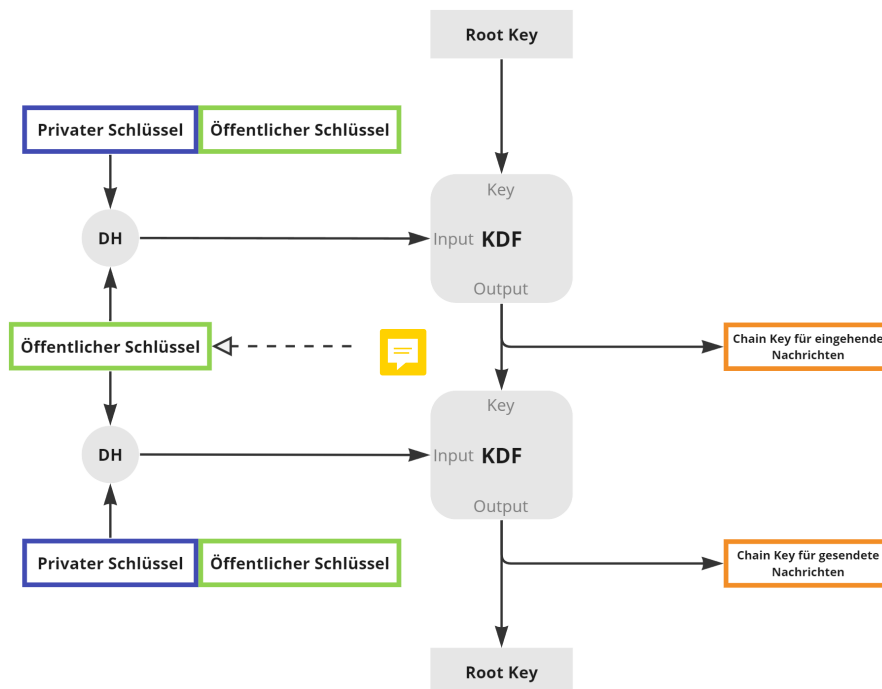 Root Key
Privater Schlüssel
Öffentlicher Schlüssel
Key
DH
Input
KDF
Output
Öffentlicher Schlüssel
Chain Key für eingehende
Nachrichten
Key
DH
Input
KDF
Output
Privater Schlüssel
Öffentlicher Schlüssel
Chain Key für gesendete
Nachrichten
Root Key